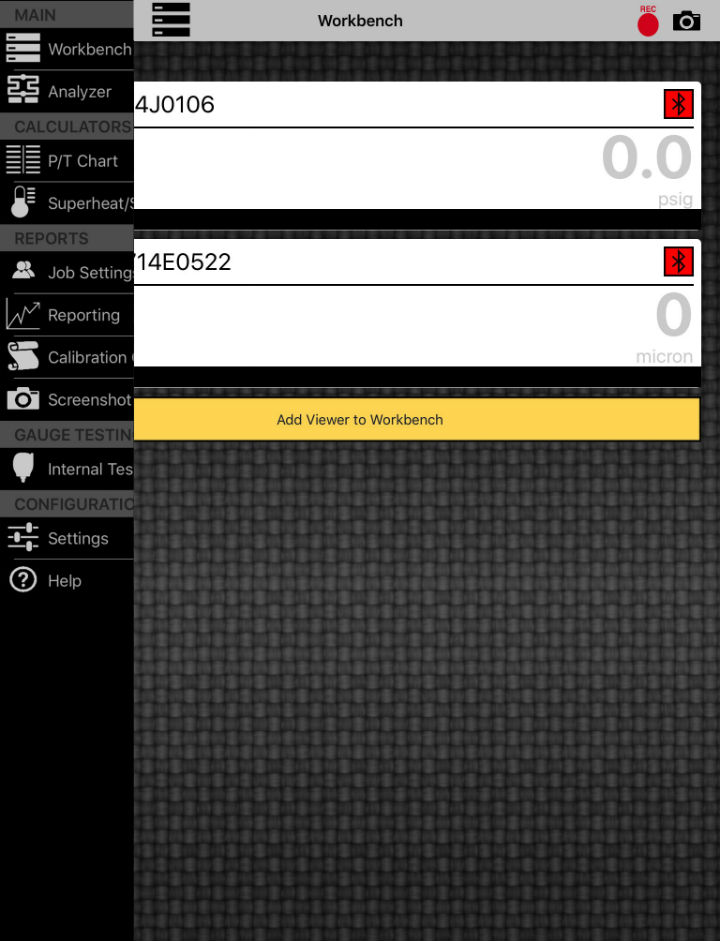 MAIN
Workbench
Analyzer
CALCULATORS
P/T Chart
Superheat/S
REPORTS
Job Setting
Reporting
Calibration
Screenshot
GAUGE TESTIN
Internal Tes
CONFIGURATIO
Settings
Help
Workbench
REC
4J0106
0.0
psig
714E0522
0
micron
Add Viewer to Workbench